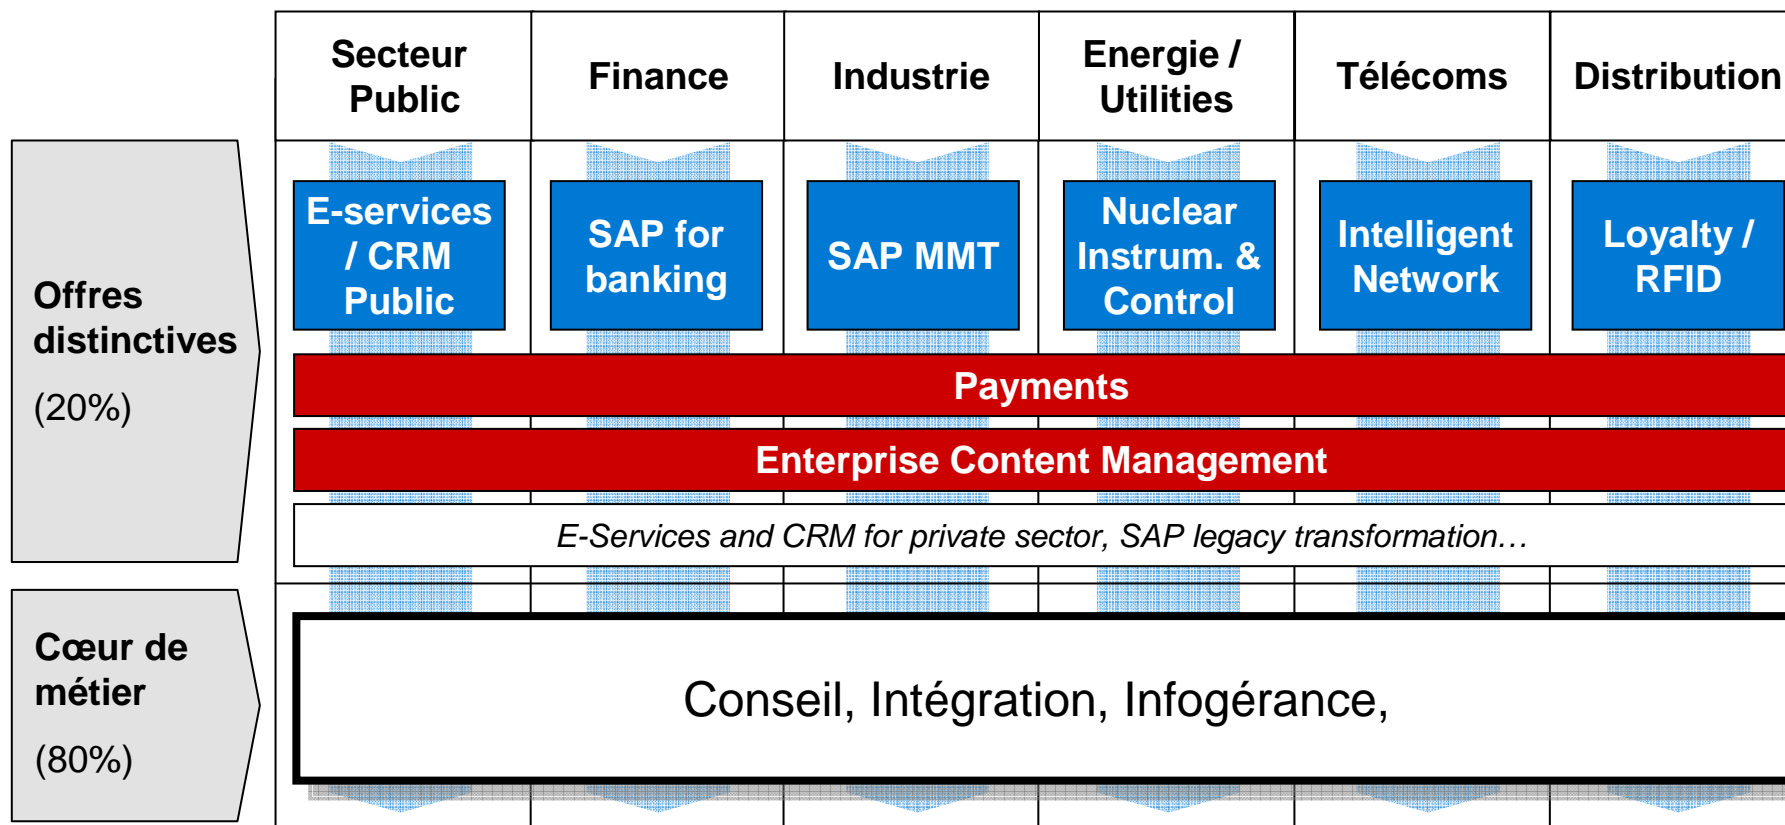 Secteur
Public
Finance
Industrie
Energie /
Utilities
Télécoms
Distribution
Offres
distinctives
(20%)
E-services
/ CRM
Public
SAP for
banking
SAP MMT
Nuclear
Instrum. &
Control
Intelligent
Network
Loyalty /
RFID
Payments
Enterprise Content Management
E-Services and CRM for private sector, SAP legacy transformation…
Cœur de
métier
(80%)
Conseil, Intégration, Infogérance,